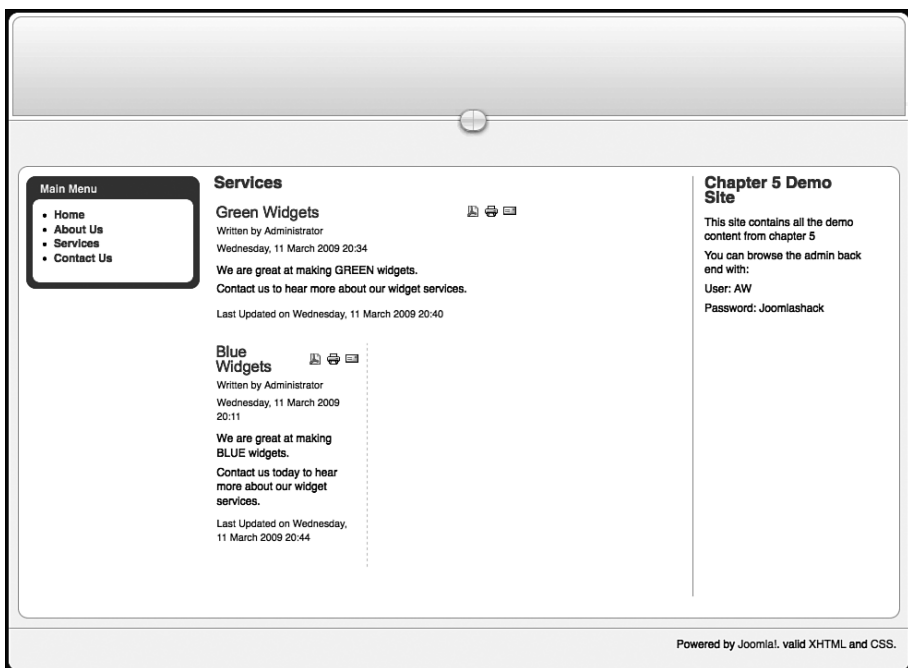 Main Menu
Home
About Us
Services
Contact Us
Services
Green Widgets
Written by Administrator
Wednesday, 11 March 2009 20:34
We are great at making GREEN widgets.
Contact us to hear more about our widget services.
Last Updated on Wednesday, 11 March 2009 20:40
Blue
Widgets
Written by Administrator
Wednesday, 11 March 2009
20:11
We are great at making
BLUE widgets.
Contact us today to hear
more about our widget
services.
Last Updated on Wednesday,
11 March 2009 20:44
Chapter 5 Demo
Site
This site contains all the demo
content from chapter 5
You can browse the admin back
end with:
User: AW
Password: Joomlashack
Powered by Joomla!. valid XHTML and CSS.